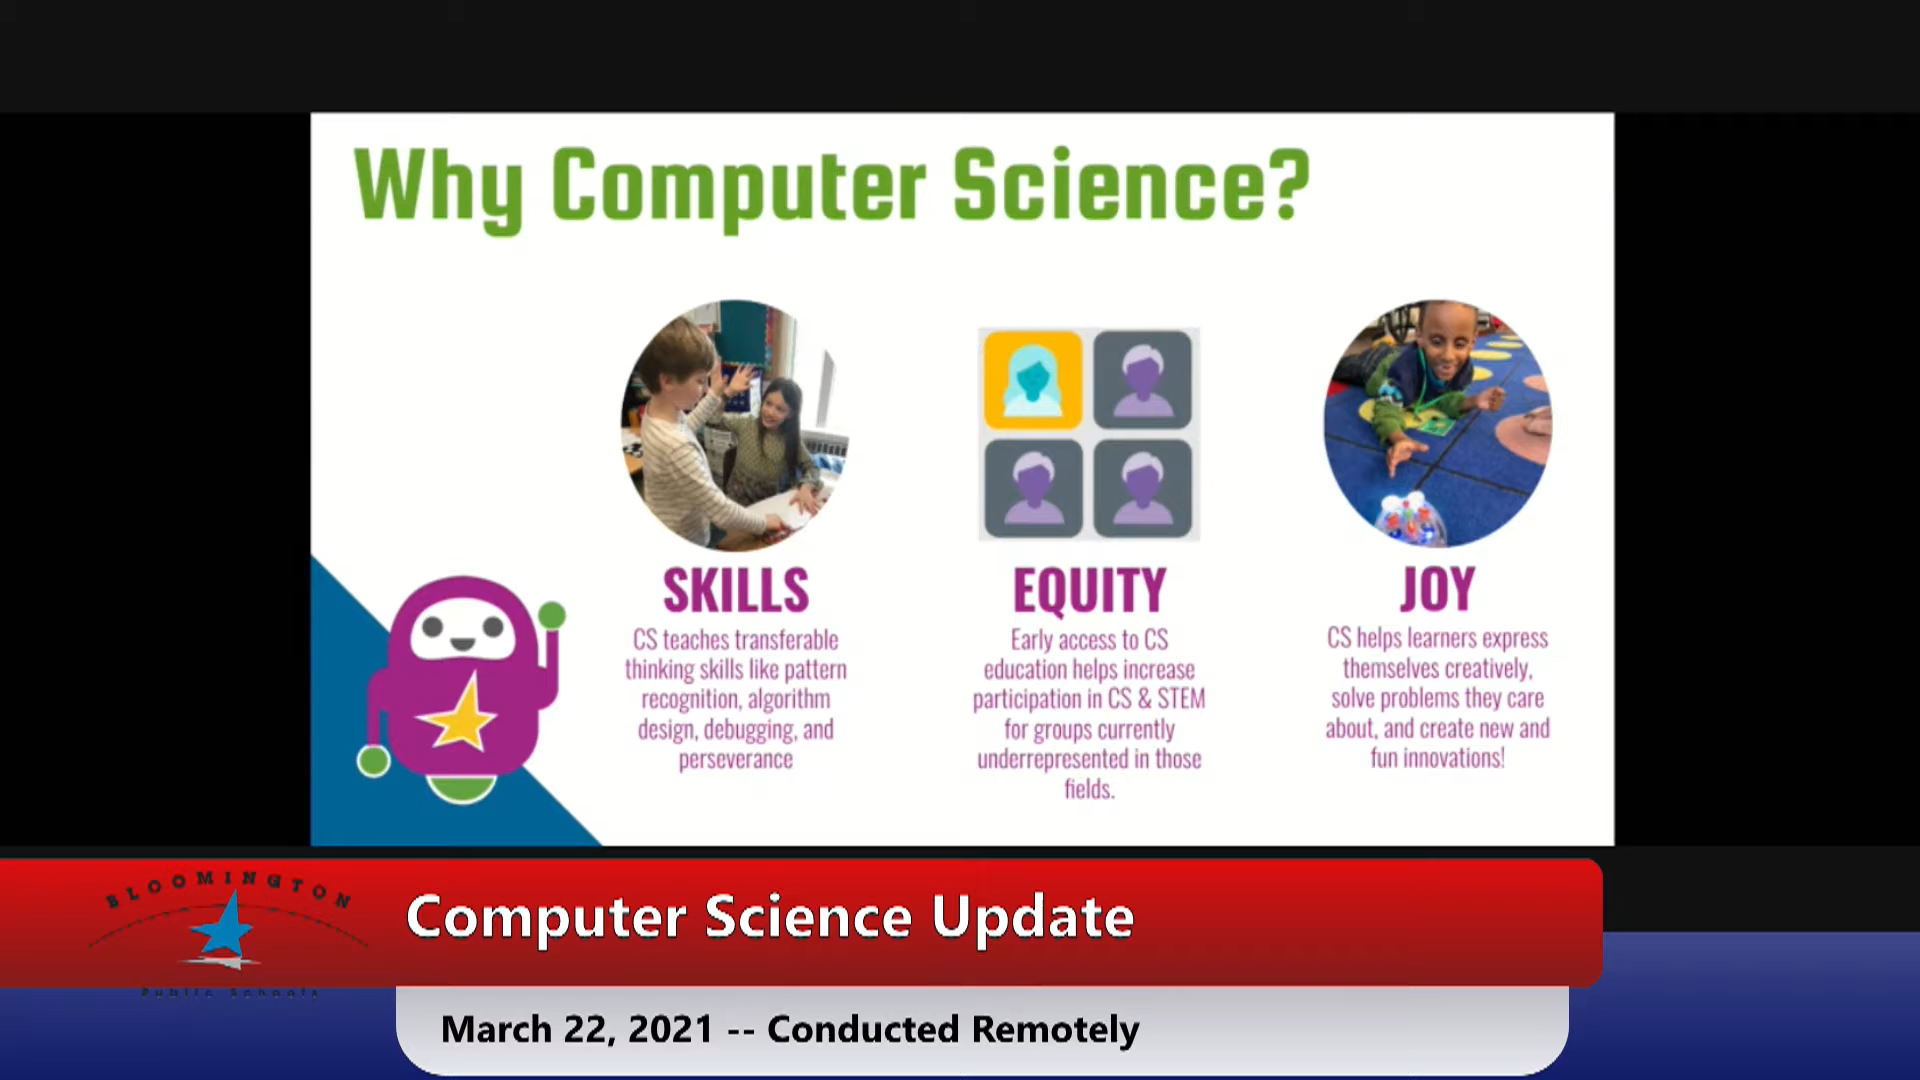 Why Computer Science?
SKILLS
CS teaches transferable
thinking skills like pattern
recognition, algorithm
design, debugging, and
perseverance
EQUITY
Early access to CS
education helps increase
participation in CS & STEM
for groups currently
underrepresented in those
fields.
JOY
CS helps learners express
themselves creatively,
solve problems they care
about, and create new and
fun innovations!
BLOOMINGTON
Public Schools
Computer Science Update
March 22, 2021 -- Conducted Remotely